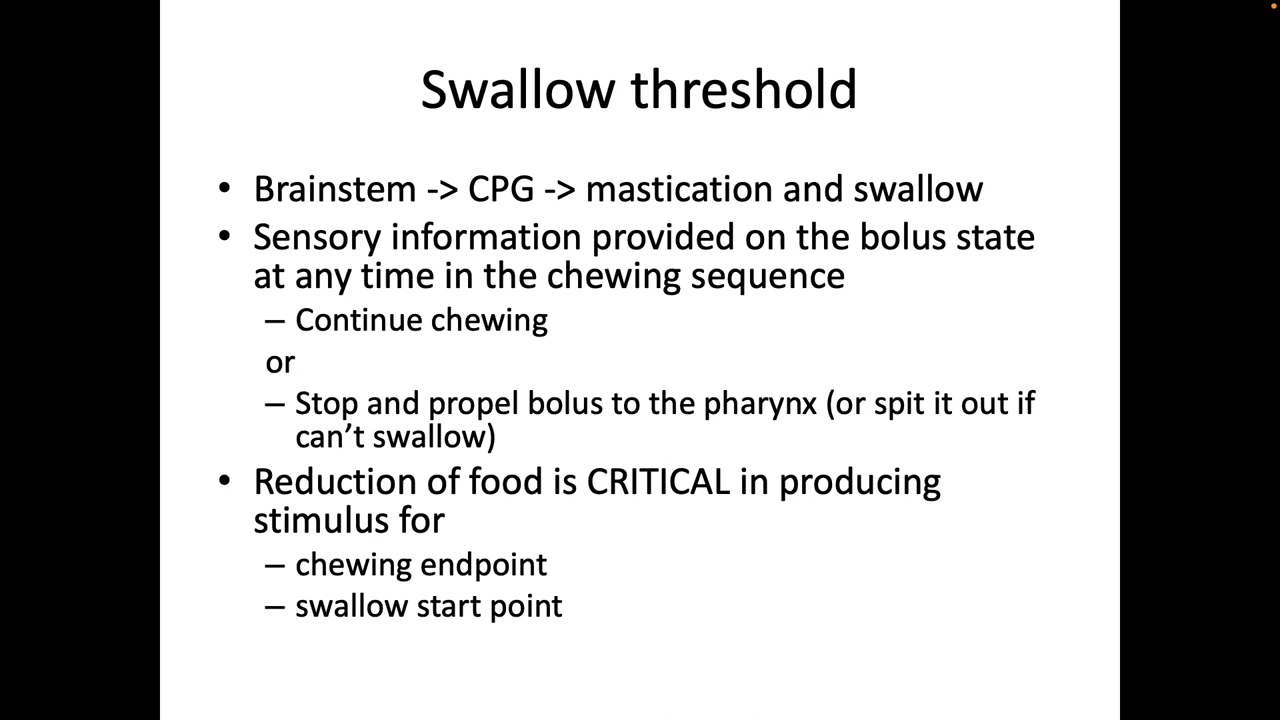 Swallow threshold
• Brainstem -> CPG -> mastication and swallow
• Sensory information provided on the bolus state
at any time in the chewing sequence
– Continue chewing
or
– Stop and propel bolus to the pharynx (or spit it out if
can’t swallow)
• Reduction of food is CRITICAL in producing
stimulus for
– chewing endpoint
– swallow start point